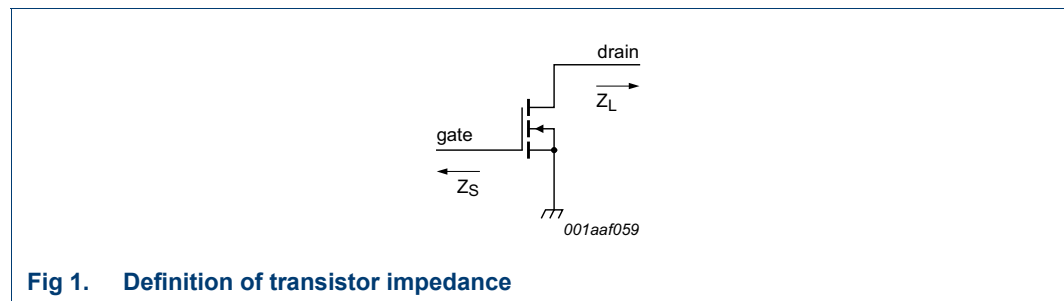 drain
ZL
gate
ZS
001aaf059
Fig 1. Definition of transistor impedance